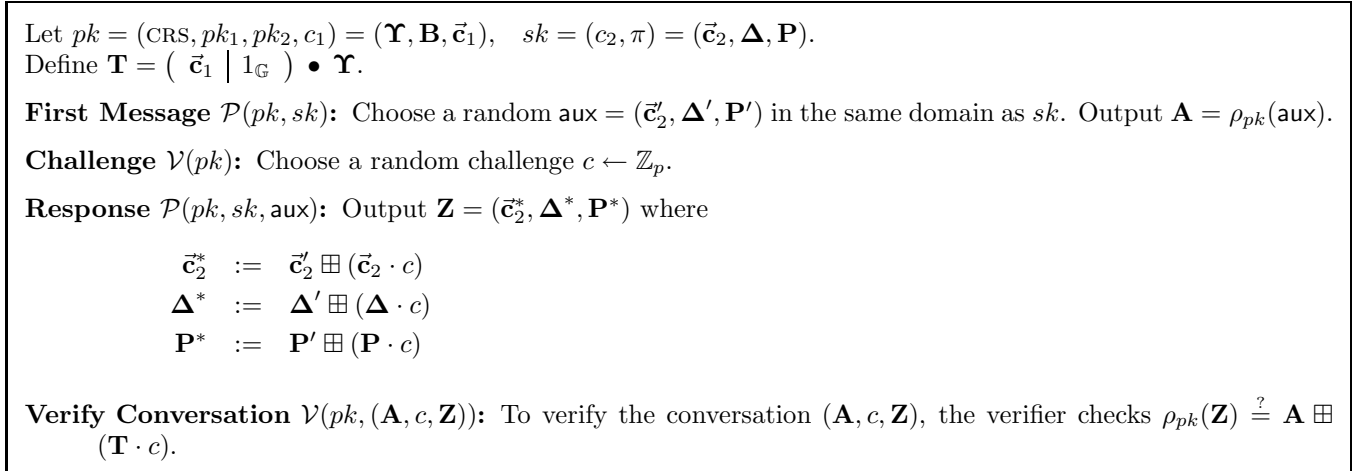 Let pk = (CRS, pk₁, pk₂, c₁) = (𝚼, 𝐁, 𝐜⃗₁), sk = (c₂, π) = (𝐜⃗₂, 𝚫, 𝐏).
Define 𝐓 = ( 𝐜⃗₁ | 1_𝔾 ) • 𝚼.
First Message 𝒫(pk, sk): Choose a random aux = (𝐜⃗′₂, 𝚫′, 𝐏′) in the same domain as sk. Output 𝐀 = ρ_pk(aux).
Challenge 𝒱(pk): Choose a random challenge c ← ℤ_p.
Response 𝒫(pk, sk, aux): Output 𝐙 = (𝐜⃗*₂, 𝚫*, 𝐏*) where
𝐜⃗*₂ := 𝐜⃗′₂ ⊞ (𝐜⃗₂ · c)
𝚫* := 𝚫′ ⊞ (𝚫 · c)
𝐏* := 𝐏′ ⊞ (𝐏 · c)
Verify Conversation 𝒱(pk, (𝐀, c, 𝐙)): To verify the conversation (𝐀, c, 𝐙), the verifier checks ρ_pk(𝐙) ≟ 𝐀 ⊞
(𝐓 · c).